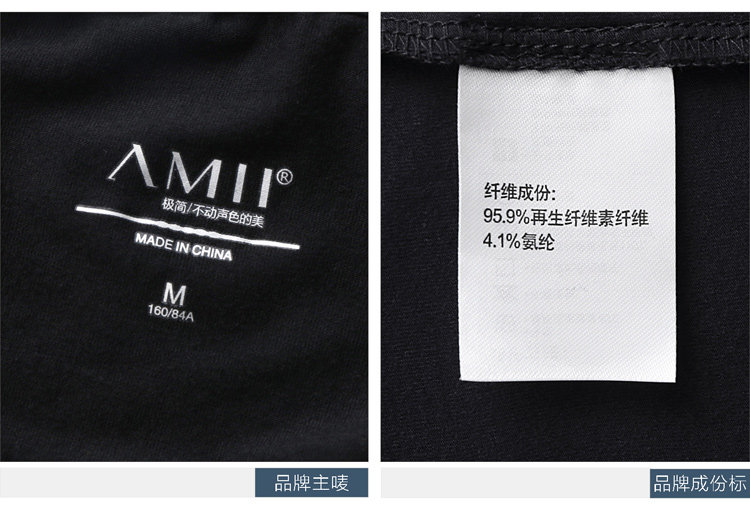 AMII®
极简/不动声色的美
MADE IN CHINA
M
160/84A
品牌主唛
纤维成份:
95.9%再生纤维素纤维
4.1%氨纶
品牌成份标